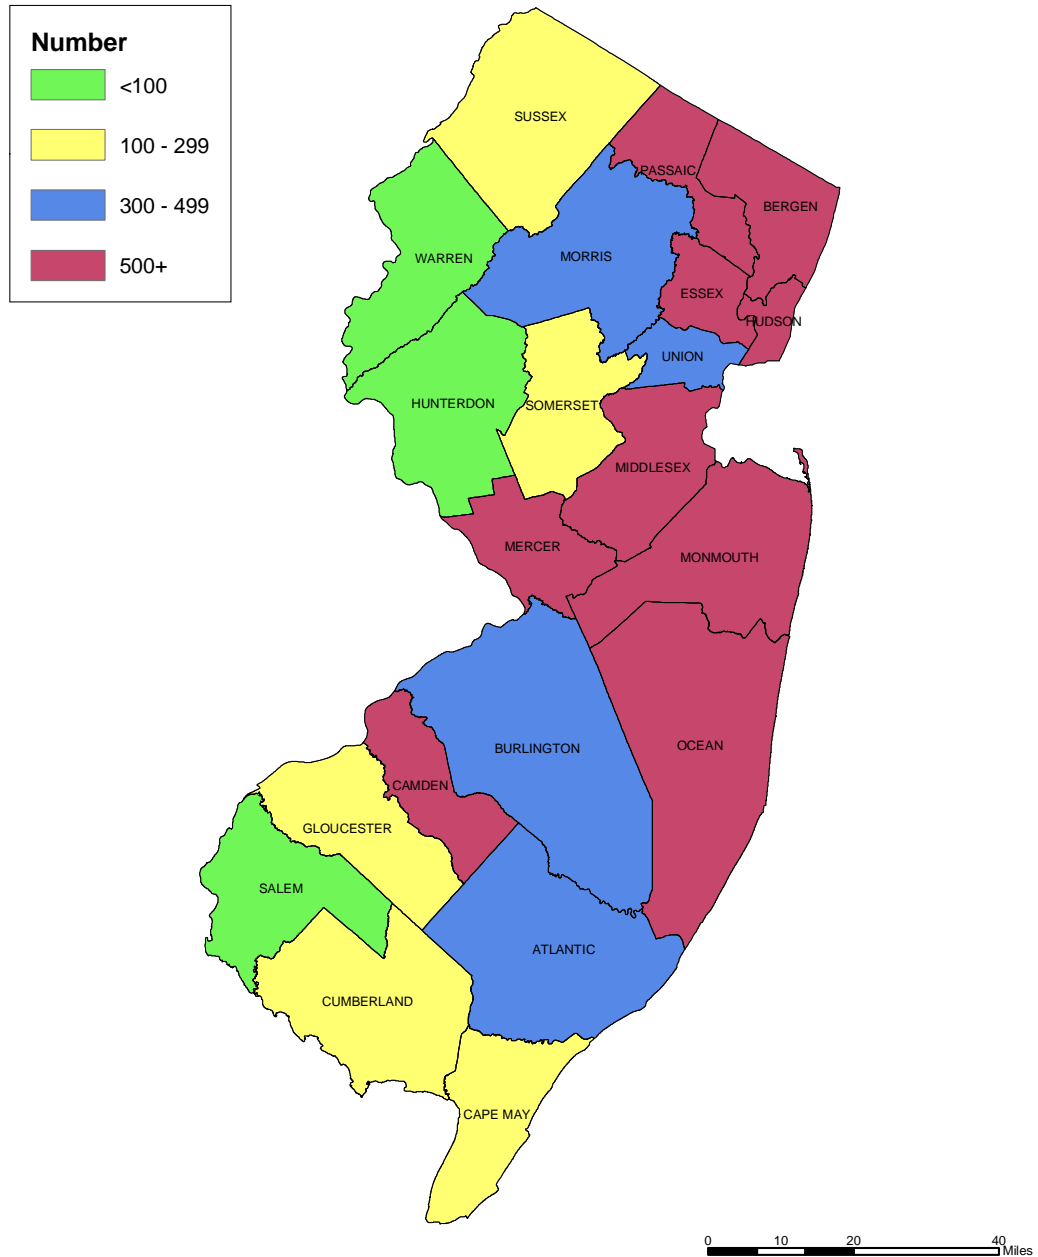 Number
<100
100 - 299
300 - 499
500+
SUSSEX
PASSAIC
BERGEN
WARREN
MORRIS
ESSEX
HUDSON
UNION
HUNTERDON
SOMERSET
MIDDLESEX
MERCER
MONMOUTH
OCEAN
BURLINGTON
CAMDEN
GLOUCESTER
SALEM
ATLANTIC
CUMBERLAND
CAPE MAY
0 10 20 40
Miles